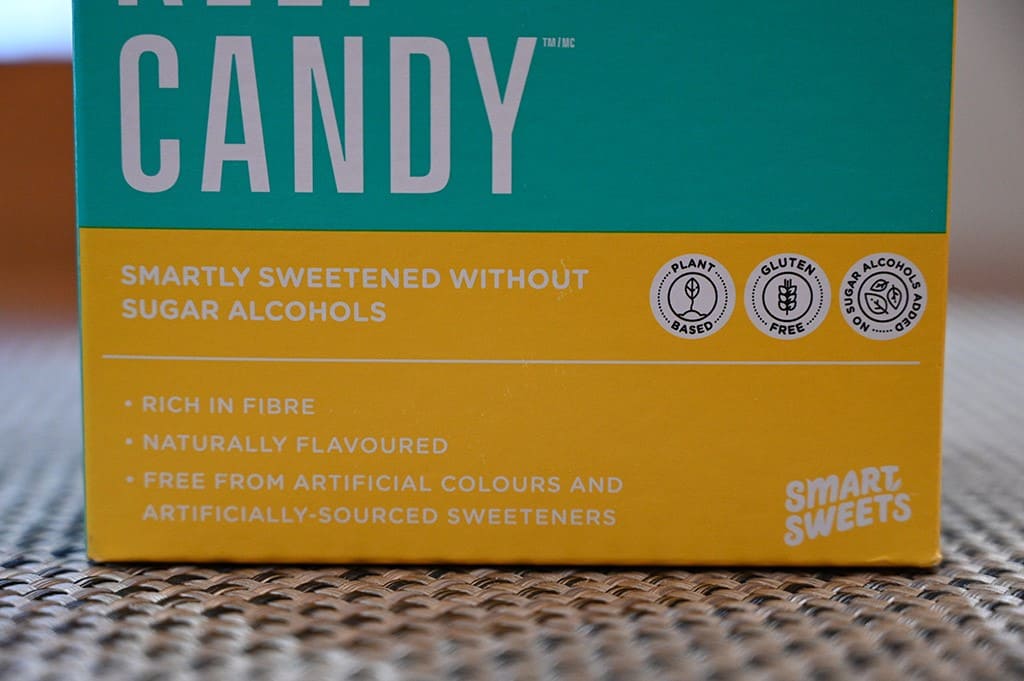 CANDY TM/MC
SMARTLY SWEETENED WITHOUT
SUGAR ALCOHOLS
PLANT
BASED
GLUTEN
FREE
NO SUGAR ALCOHOLS ADDED
• RICH IN FIBRE
• NATURALLY FLAVOURED
• FREE FROM ARTIFICIAL COLOURS AND
ARTIFICIALLY-SOURCED SWEETENERS
SMART
SWEETS